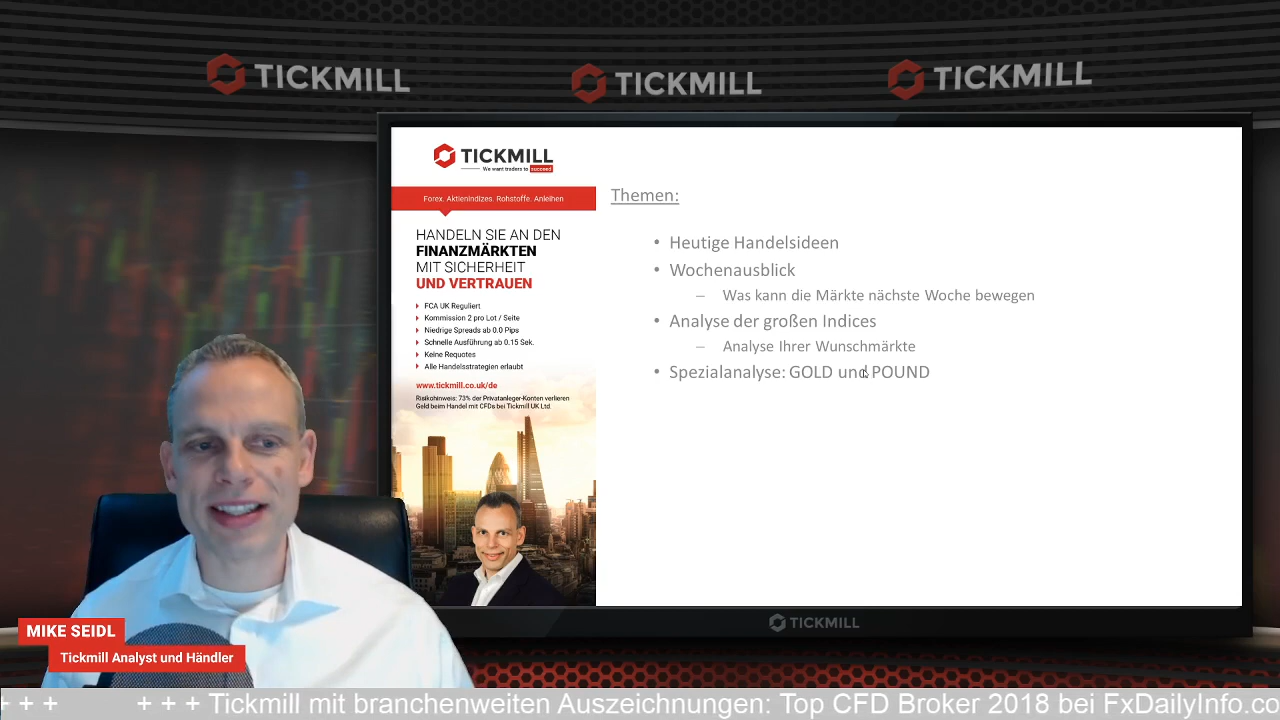 TICKMILL
TICKMILL
TICKMILL
TICKMILL
We want traders to succeed
Forex. Aktienindizes. Rohstoffe. Anleihen
HANDELN SIE AN DEN
FINANZMÄRKTEN
MIT SICHERHEIT
UND VERTRAUEN
FCA UK Reguliert
Kommission 2 pro Lot / Seite
Niedrige Spreads ab 0.0 Pips
Schnelle Ausführung ab 0.15 Sek.
Keine Requotes
Alle Handelsstrategien erlaubt
www.tickmill.co.uk/de
Risikohinweis: 73% der Privatanleger-Konten verlieren
Geld beim Handel mit CFDs bei Tickmill UK Ltd.
Themen:
• Heutige Handelsideen
• Wochenausblick
– Was kann die Märkte nächste Woche bewegen
• Analyse der großen Indices
– Analyse Ihrer Wunschmärkte
• Spezialanalyse: GOLD und POUND
TICKMILL
MIKE SEIDL
Tickmill Analyst und Händler
+ + + + + + Tickmill mit branchenweiten Auszeichnungen: Top CFD Broker 2018 bei FxDailyInfo.co